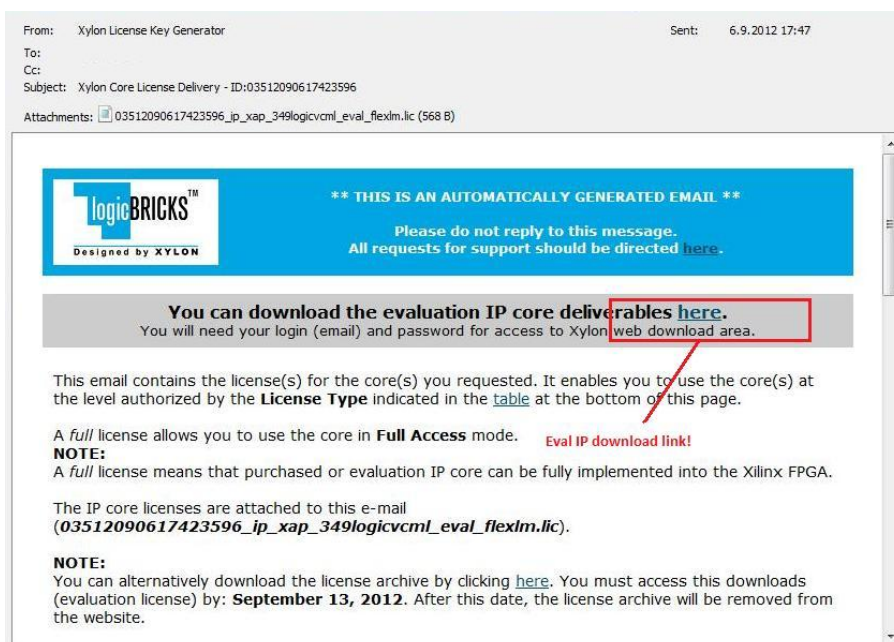 From: Xylon License Key Generator Sent: 6.9.2012 17:47
To:
Cc:
Subject: Xylon Core License Delivery - ID:03512090617423596
Attachments: 03512090617423596_ip_xap_349logicvcml_eval_flexlm.lic (568 B)
logicBRICKS™
Designed by XYLON
** THIS IS AN AUTOMATICALLY GENERATED EMAIL **
Please do not reply to this message.
All requests for support should be directed here.
You can download the evaluation IP core deliverables here.
You will need your login (email) and password for access to Xylon web download area.
This email contains the license(s) for the core(s) you requested. It enables you to use the core(s) at
the level authorized by the License Type indicated in the table at the bottom of this page.
A full license allows you to use the core in Full Access mode.
Eval IP download link!
NOTE:
A full license means that purchased or evaluation IP core can be fully implemented into the Xilinx FPGA.
The IP core licenses are attached to this e-mail
(03512090617423596_ip_xap_349logicvcml_eval_flexlm.lic).
NOTE:
You can alternatively download the license archive by clicking here. You must access this downloads
(evaluation license) by: September 13, 2012. After this date, the license archive will be removed from
the website.